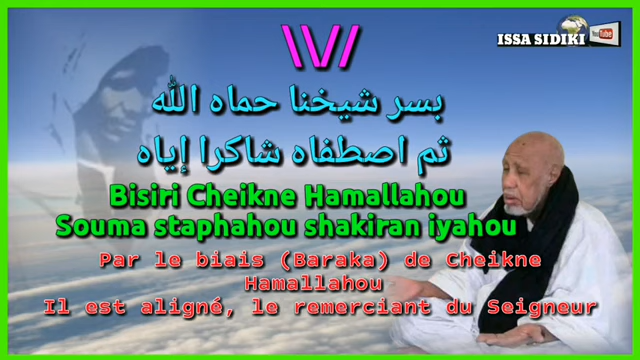 ISSA SIDIKI YouTube
\\//
بسر شيخنا حماه الله
ثم اصطفاه شاكرا إياه
Bisiri Cheikne Hamallahou
Souma staphahou shakiran iyahou
Par le biais (Baraka) de Cheikne
Hamallahou
Il est aligné, le remerciant du Seigneur